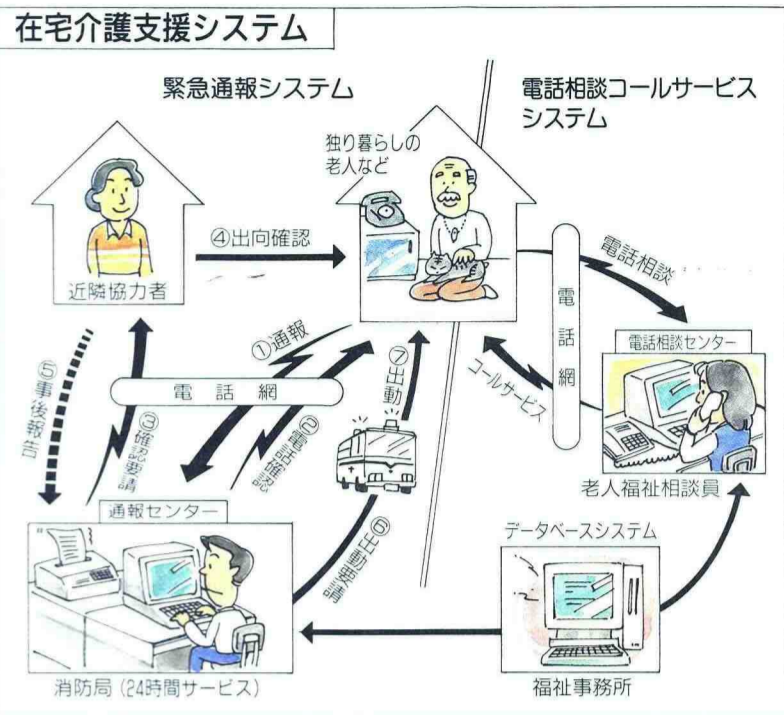 在宅介護支援システム
緊急通報システム
電話相談コールサービス
システム
独り暮らしの
老人など
近隣協力者
④出向確認
①通報
電話網
②電話確認
③確認要請
⑤事後報告
⑦出動
⑥出動要請
通報センター
消防局(24時間サービス)
電話網
電話相談
コールサービス
電話相談センター
老人福祉相談員
データベースシステム
福祉事務所